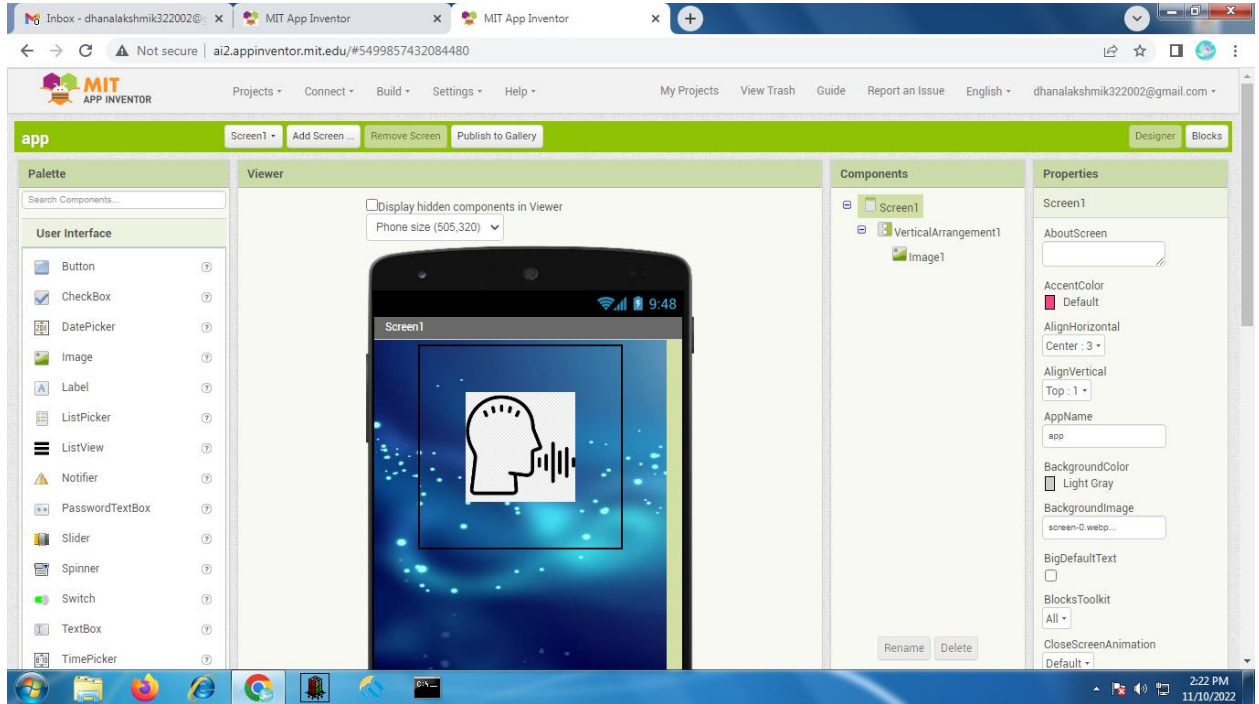 Inbox - dhanalakshmik322002@g
MIT App Inventor
MIT App Inventor
Not secure | ai2.appinventor.mit.edu/#5499857432084480
MIT
APP INVENTOR
Projects
Connect
Build
Settings
Help
My Projects
View Trash
Guide
Report an Issue
English
dhanalakshmik322002@gmail.com
app
Screen1
Add Screen ...
Remove Screen
Publish to Gallery
Designer
Blocks
Palette
Search Components...
User Interface
Button
CheckBox
DatePicker
Image
Label
ListPicker
ListView
Notifier
PasswordTextBox
Slider
Spinner
Switch
TextBox
TimePicker
Viewer
Display hidden components in Viewer
Phone size (505,320)
9:48
Screen1
Components
Screen1
VerticalArrangement1
Image1
Rename
Delete
Properties
Screen1
AboutScreen
AccentColor
Default
AlignHorizontal
Center : 3
AlignVertical
Top : 1
AppName
app
BackgroundColor
Light Gray
BackgroundImage
screen-0.webp...
BigDefaultText
BlocksToolkit
All
CloseScreenAnimation
Default
2:22 PM
11/10/2022